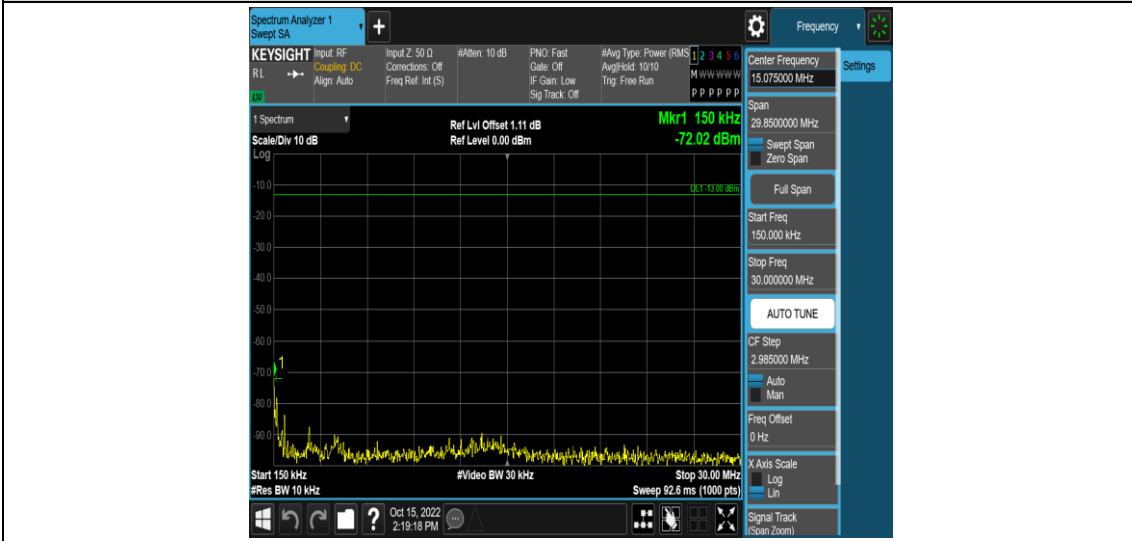 Spectrum Analyzer 1
Swept SA
+
Frequency
KEYSIGHT
RL
Input: RF
Coupling: DC
Align: Auto
Input Z: 50 Ω
Corrections: Off
Freq Ref: Int (S)
#Atten: 10 dB
PNO: Fast
Gate: Off
IF Gain: Low
Sig Track: Off
#Avg Type: Power (RMS
Avg|Hold: 10/10
Trig: Free Run
1 2 3 4 5 6
M W W W W W
P P P P P P
1 Spectrum
Scale/Div 10 dB
Log
Ref Lvl Offset 1.11 dB
Ref Level 0.00 dBm
Mkr1 150 kHz
-72.02 dBm
DL1 -13.00 dBm
-10.0
-20.0
-30.0
-40.0
-50.0
-60.0
-70.0
-80.0
-90.0
1
Start 150 kHz
#Video BW 30 kHz
Stop 30.00 MHz
#Res BW 10 kHz
Sweep 92.6 ms (1000 pts)
Center Frequency
15.075000 MHz
Settings
Span
29.8500000 MHz
Swept Span
Zero Span
Full Span
Start Freq
150.000 kHz
Stop Freq
30.000000 MHz
AUTO TUNE
CF Step
2.985000 MHz
Auto
Man
Freq Offset
0 Hz
X Axis Scale
Log
Lin
Signal Track
(Span Zoom)
?
Oct 15, 2022
2:19:18 PM